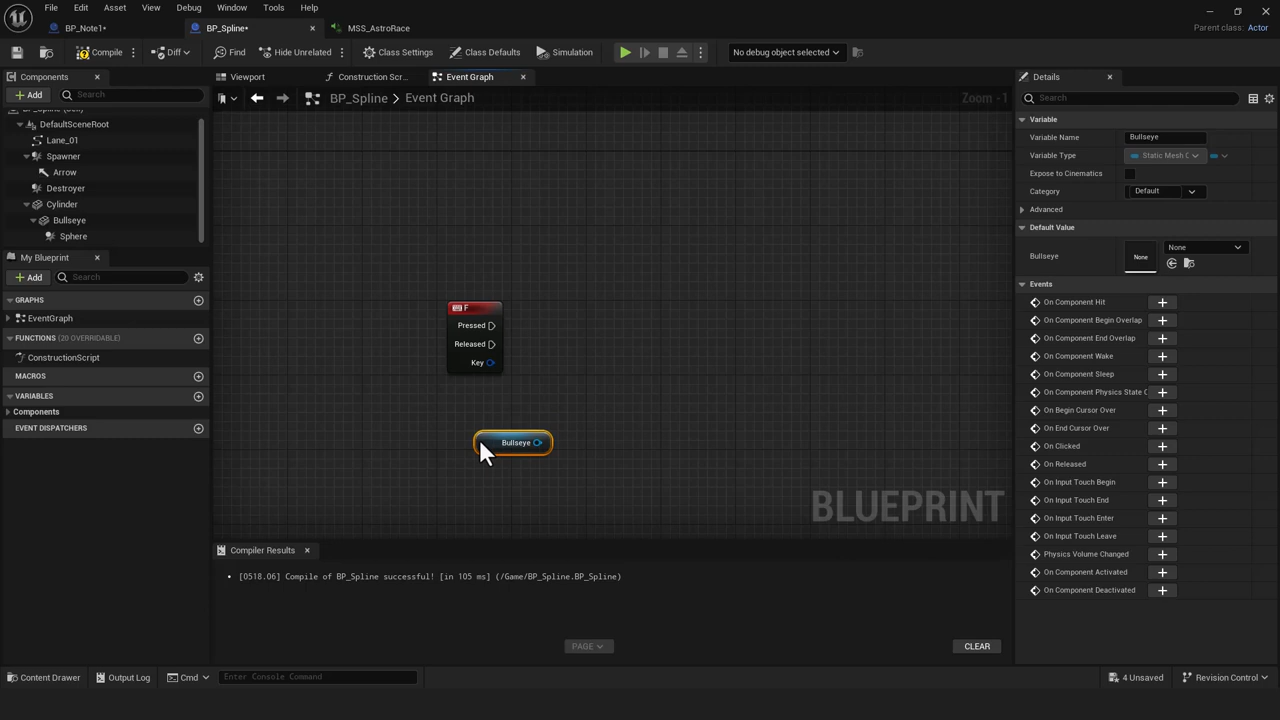 File Edit Asset View Debug Window Tools Help
BP_Note1*
BP_Spline*
MSS_AstroRace
Parent class: Actor
Compile
Diff
Find
Hide Unrelated
Class Settings
Class Defaults
Simulation
No debug object selected
Components
Add
Search
DefaultSceneRoot
Lane_01
Spawner
Arrow
Destroyer
Cylinder
Bullseye
Sphere
My Blueprint
Add
Search
GRAPHS
EventGraph
FUNCTIONS (20 OVERRIDABLE)
ConstructionScript
MACROS
VARIABLES
Components
EVENT DISPATCHERS
Viewport
Construction Scr...
Event Graph
BP_Spline > Event Graph
Zoom -1
F
Pressed
Released
Key
Bullseye
BLUEPRINT
Compiler Results
• [0518.06] Compile of BP_Spline successful! [in 105 ms] (/Game/BP_Spline.BP_Spline)
PAGE
CLEAR
Details
Search
Variable
Variable Name Bullseye
Variable Type Static Mesh C
Expose to Cinematics
Category Default
Advanced
Default Value
Bullseye None None
Events
On Component Hit
On Component Begin Overlap
On Component End Overlap
On Component Wake
On Component Sleep
On Component Physics State C
On Begin Cursor Over
On End Cursor Over
On Clicked
On Released
On Input Touch Begin
On Input Touch End
On Input Touch Enter
On Input Touch Leave
Physics Volume Changed
On Component Activated
On Component Deactivated
Content Drawer
Output Log
Cmd
Enter Console Command
4 Unsaved
Revision Control